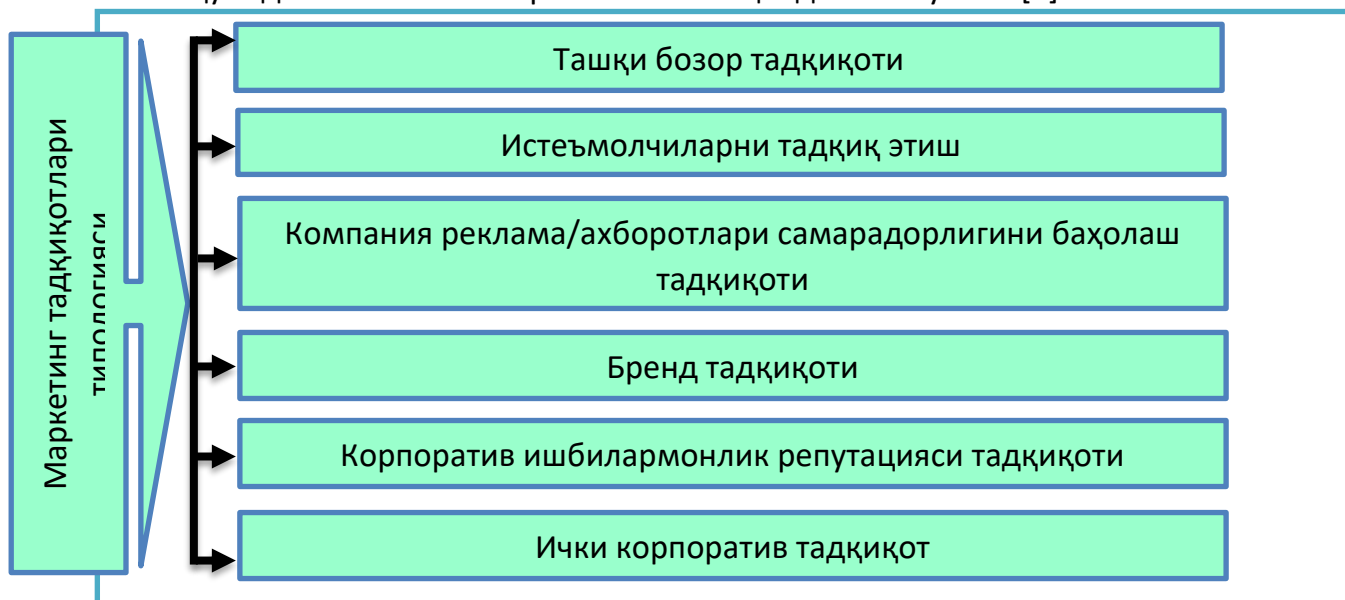 Маркетинг тадқиқотлари
типологияси
Ташқи бозор тадқиқоти
Истеъмолчиларни тадқиқ этиш
Компания реклама/ахборотлари самарадорлигини баҳолаш
тадқиқоти
Бренд тадқиқоти
Корпоратив ишбилармонлик репутацияси тадқиқоти
Ички корпоратив тадқиқот